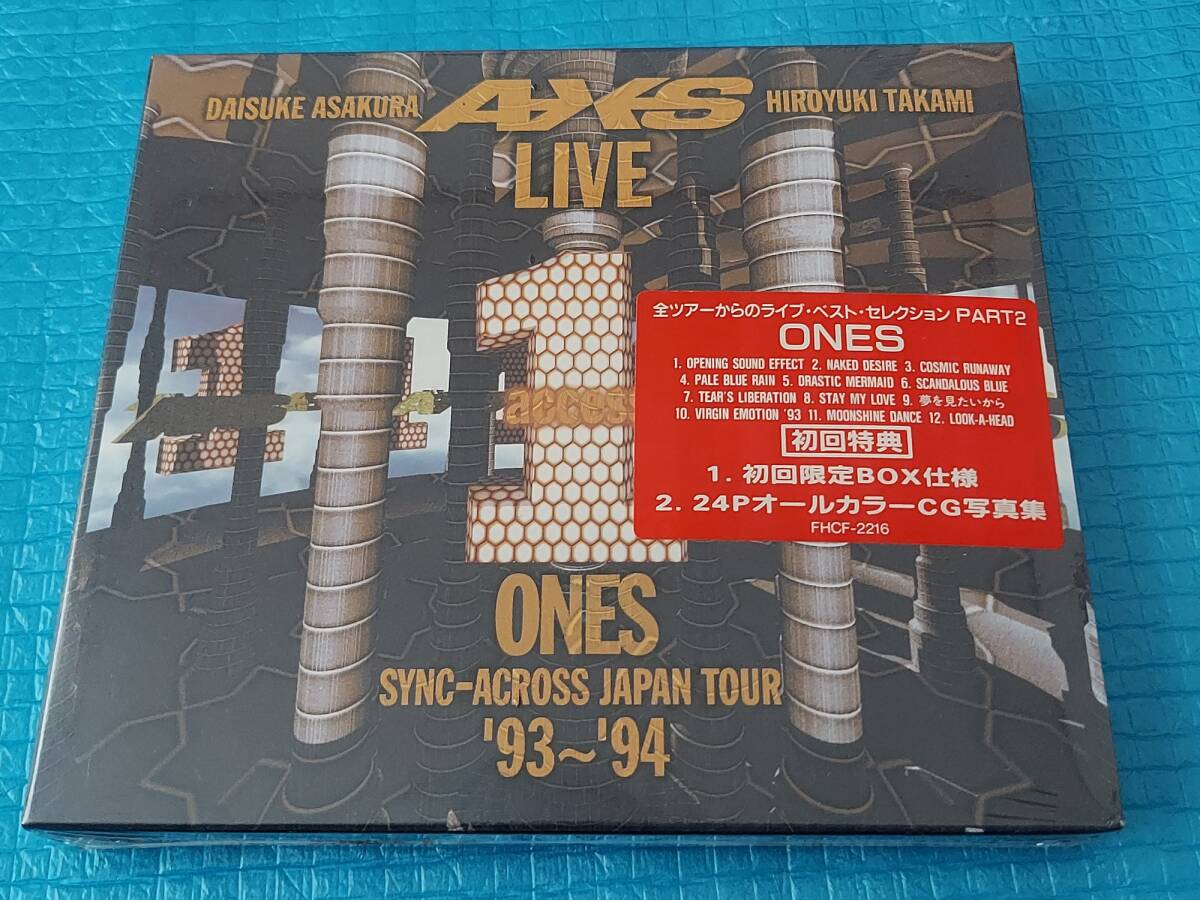 DAISUKE ASAKURA AXS HIROYUKI TAKAMI
LIVE
1
access
全ツアーからのライブ・ベスト・セレクション PART2
ONES
1. OPENING SOUND EFFECT 2. NAKED DESIRE 3. COSMIC RUNAWAY
4. PALE BLUE RAIN 5. DRASTIC MERMAID 6. SCANDALOUS BLUE
7. TEAR'S LIBERATION 8. STAY MY LOVE 9. 夢を見たいから
10. VIRGIN EMOTION '93 11. MOONSHINE DANCE 12. LOOK-A-HEAD
初回特典
1. 初回限定BOX仕様
2. 24PオールカラーCG写真集
FHCF-2216
ONES
SYNC-ACROSS JAPAN TOUR
'93~'94